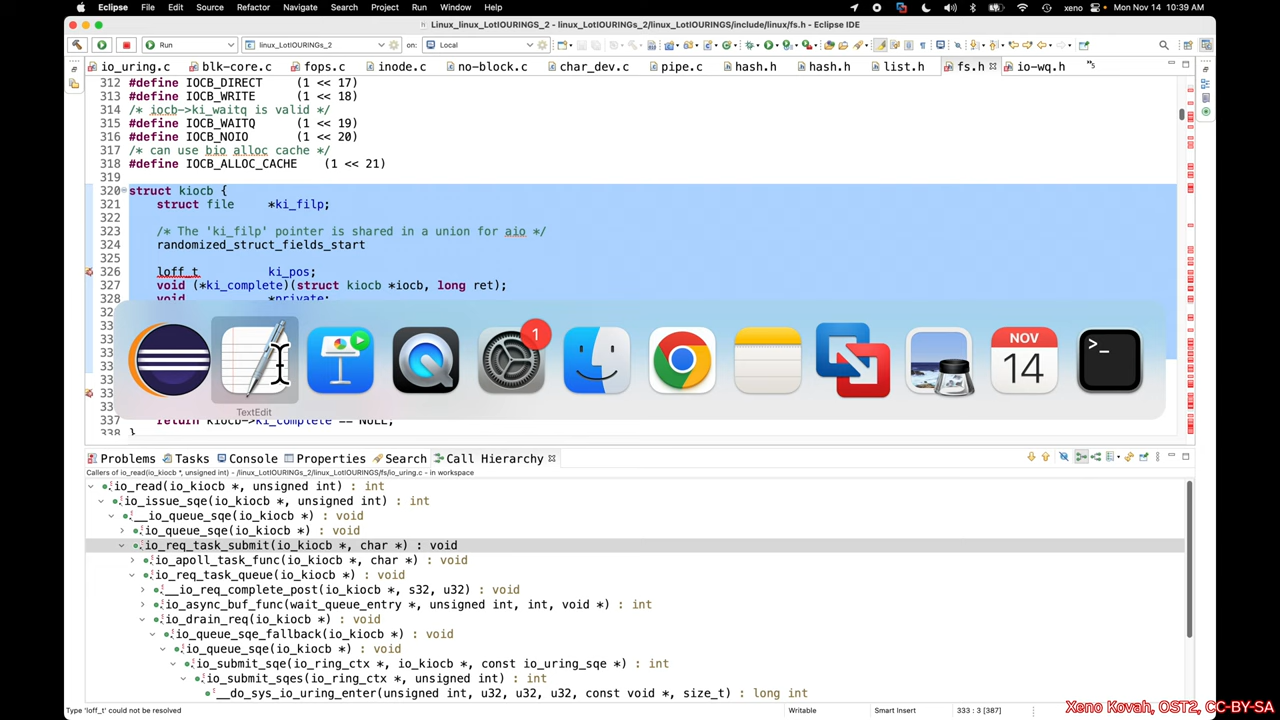 Eclipse File Edit Source Refactor Navigate Search Project Run Window Help xeno Mon Nov 14 10:39 AM
Linux_linux_LotIOURINGS_2 - linux_LotIOURINGs_2/linux_LotIOURINGS/include/linux/fs.h - Eclipse IDE
Run linux_LotIOURINGs_2 on: Local
io_uring.c blk-core.c fops.c inode.c no-block.c char_dev.c pipe.c hash.h hash.h list.h fs.h io-wq.h »5
312 #define IOCB_DIRECT (1 << 17)
313 #define IOCB_WRITE (1 << 18)
314 /* iocb->ki_waitq is valid */
315 #define IOCB_WAITQ (1 << 19)
316 #define IOCB_NOIO (1 << 20)
317 /* can use bio alloc cache */
318 #define IOCB_ALLOC_CACHE (1 << 21)
319
320 struct kiocb {
321 struct file *ki_filp;
322
323 /* The 'ki_filp' pointer is shared in a union for aio */
324 randomized_struct_fields_start
325
326 loff_t ki_pos;
327 void (*ki_complete)(struct kiocb *iocb, long ret);
328 void *private;
1
NOV
14
>_
TextEdit
337 return kiocb->ki_complete == NULL;
338 }
Problems Tasks Console Properties Search Call Hierarchy
Callers of io_read(io_kiocb *, unsigned int) - /linux_LotIOURINGs_2/linux_LotIOURINGS/fs/io_uring.c - in workspace
io_read(io_kiocb *, unsigned int) : int
io_issue_sqe(io_kiocb *, unsigned int) : int
__io_queue_sqe(io_kiocb *) : void
io_queue_sqe(io_kiocb *) : void
io_req_task_submit(io_kiocb *, char *) : void
io_apoll_task_func(io_kiocb *, char *) : void
io_req_task_queue(io_kiocb *) : void
__io_req_complete_post(io_kiocb *, s32, u32) : void
io_async_buf_func(wait_queue_entry *, unsigned int, int, void *) : int
io_drain_req(io_kiocb *) : void
io_queue_sqe_fallback(io_kiocb *) : void
io_queue_sqe(io_kiocb *) : void
io_submit_sqe(io_ring_ctx *, io_kiocb *, const io_uring_sqe *) : int
io_submit_sqes(io_ring_ctx *, unsigned int) : int
__do_sys_io_uring_enter(unsigned int, u32, u32, u32, const void *, size_t) : long int
Type 'loff_t' could not be resolved Writable Smart Insert 333 : 3 [387]
Xeno Kovah, OST2, CC-BY-SA